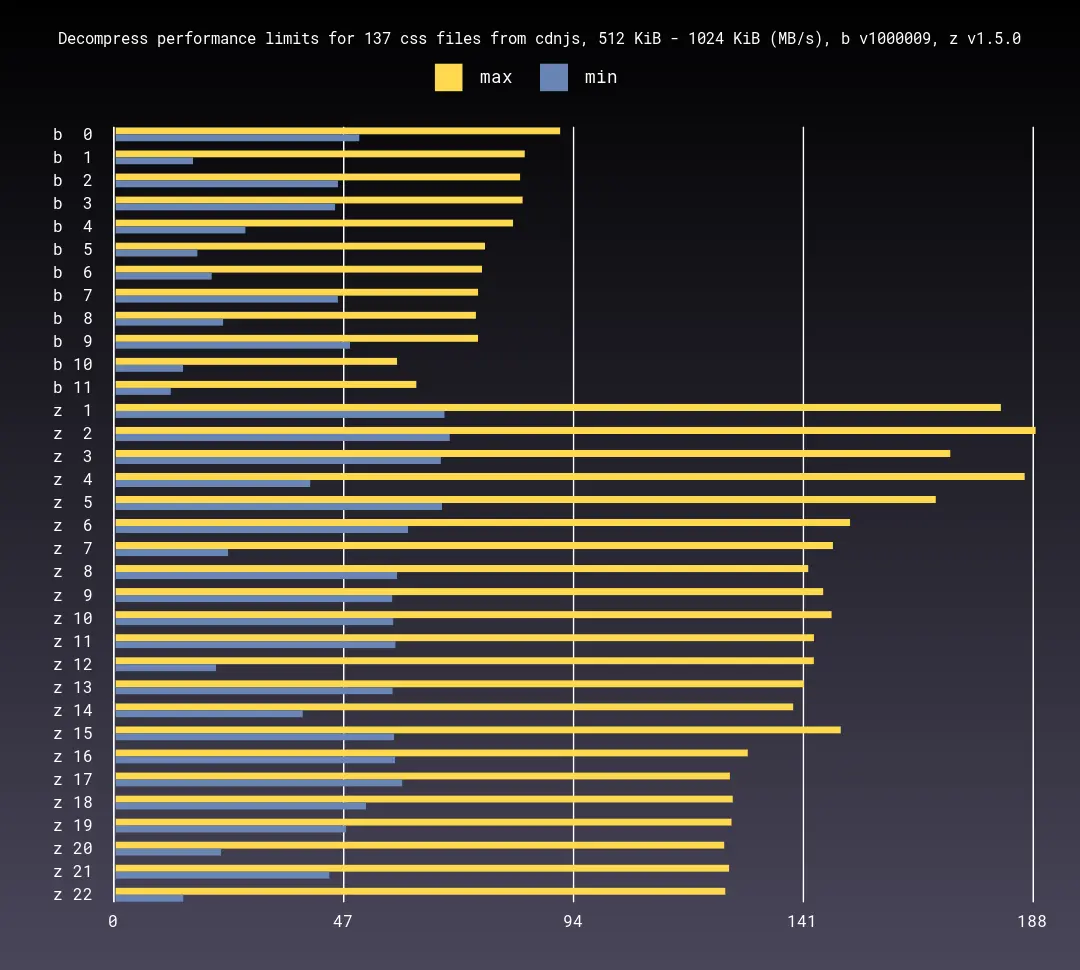 Decompress performance limits for 137 css files from cdnjs, 512 KiB - 1024 KiB (MB/s), b v1000009, z v1.5.0
max min
b 0
b 1
b 2
b 3
b 4
b 5
b 6
b 7
b 8
b 9
b 10
b 11
z 1
z 2
z 3
z 4
z 5
z 6
z 7
z 8
z 9
z 10
z 11
z 12
z 13
z 14
z 15
z 16
z 17
z 18
z 19
z 20
z 21
z 22
0 47 94 141 188